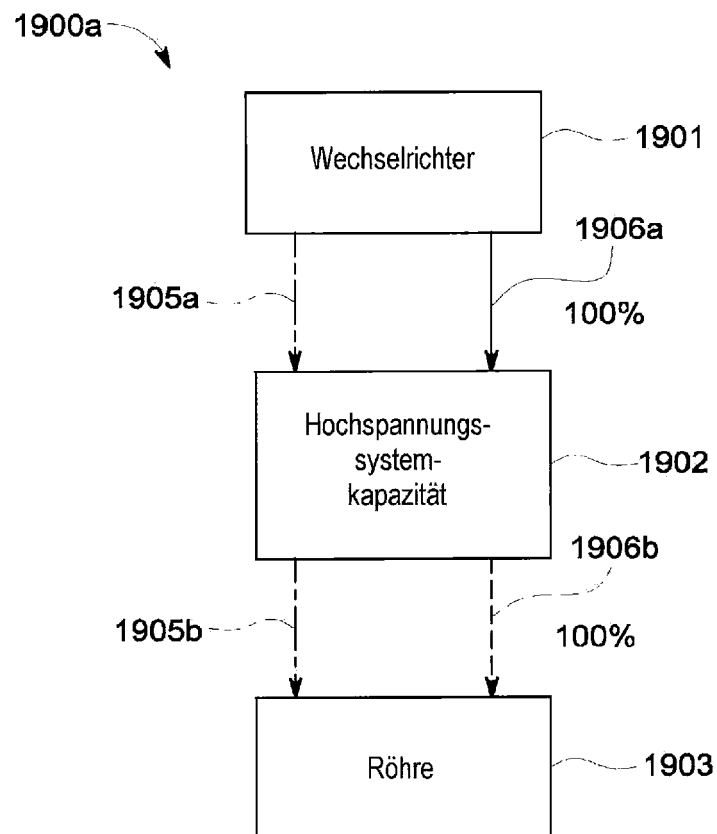 1900a
Wechselrichter
1901
1906a
1905a
100%
Hochspannungs-
system-
kapazität
1902
1906b
1905b
100%
Röhre
1903